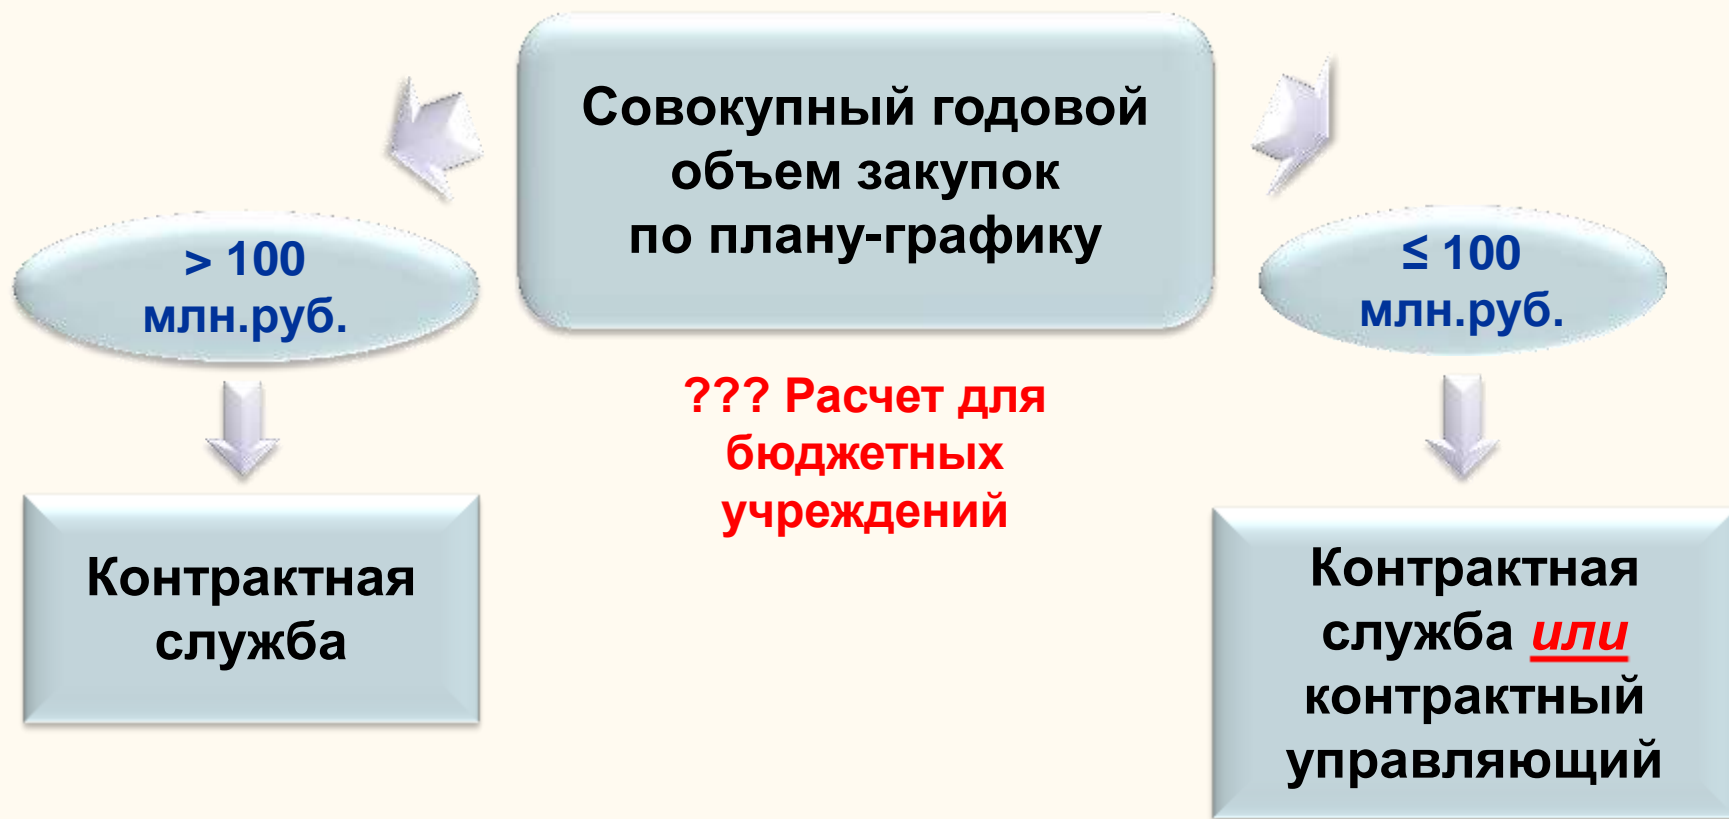 Совокупный годовой
объем закупок
по плану-графику
> 100
млн.руб.
≤ 100
млн.руб.
??? Расчет для
бюджетных
учреждений
Контрактная
служба
Контрактная
служба или
контрактный
управляющий